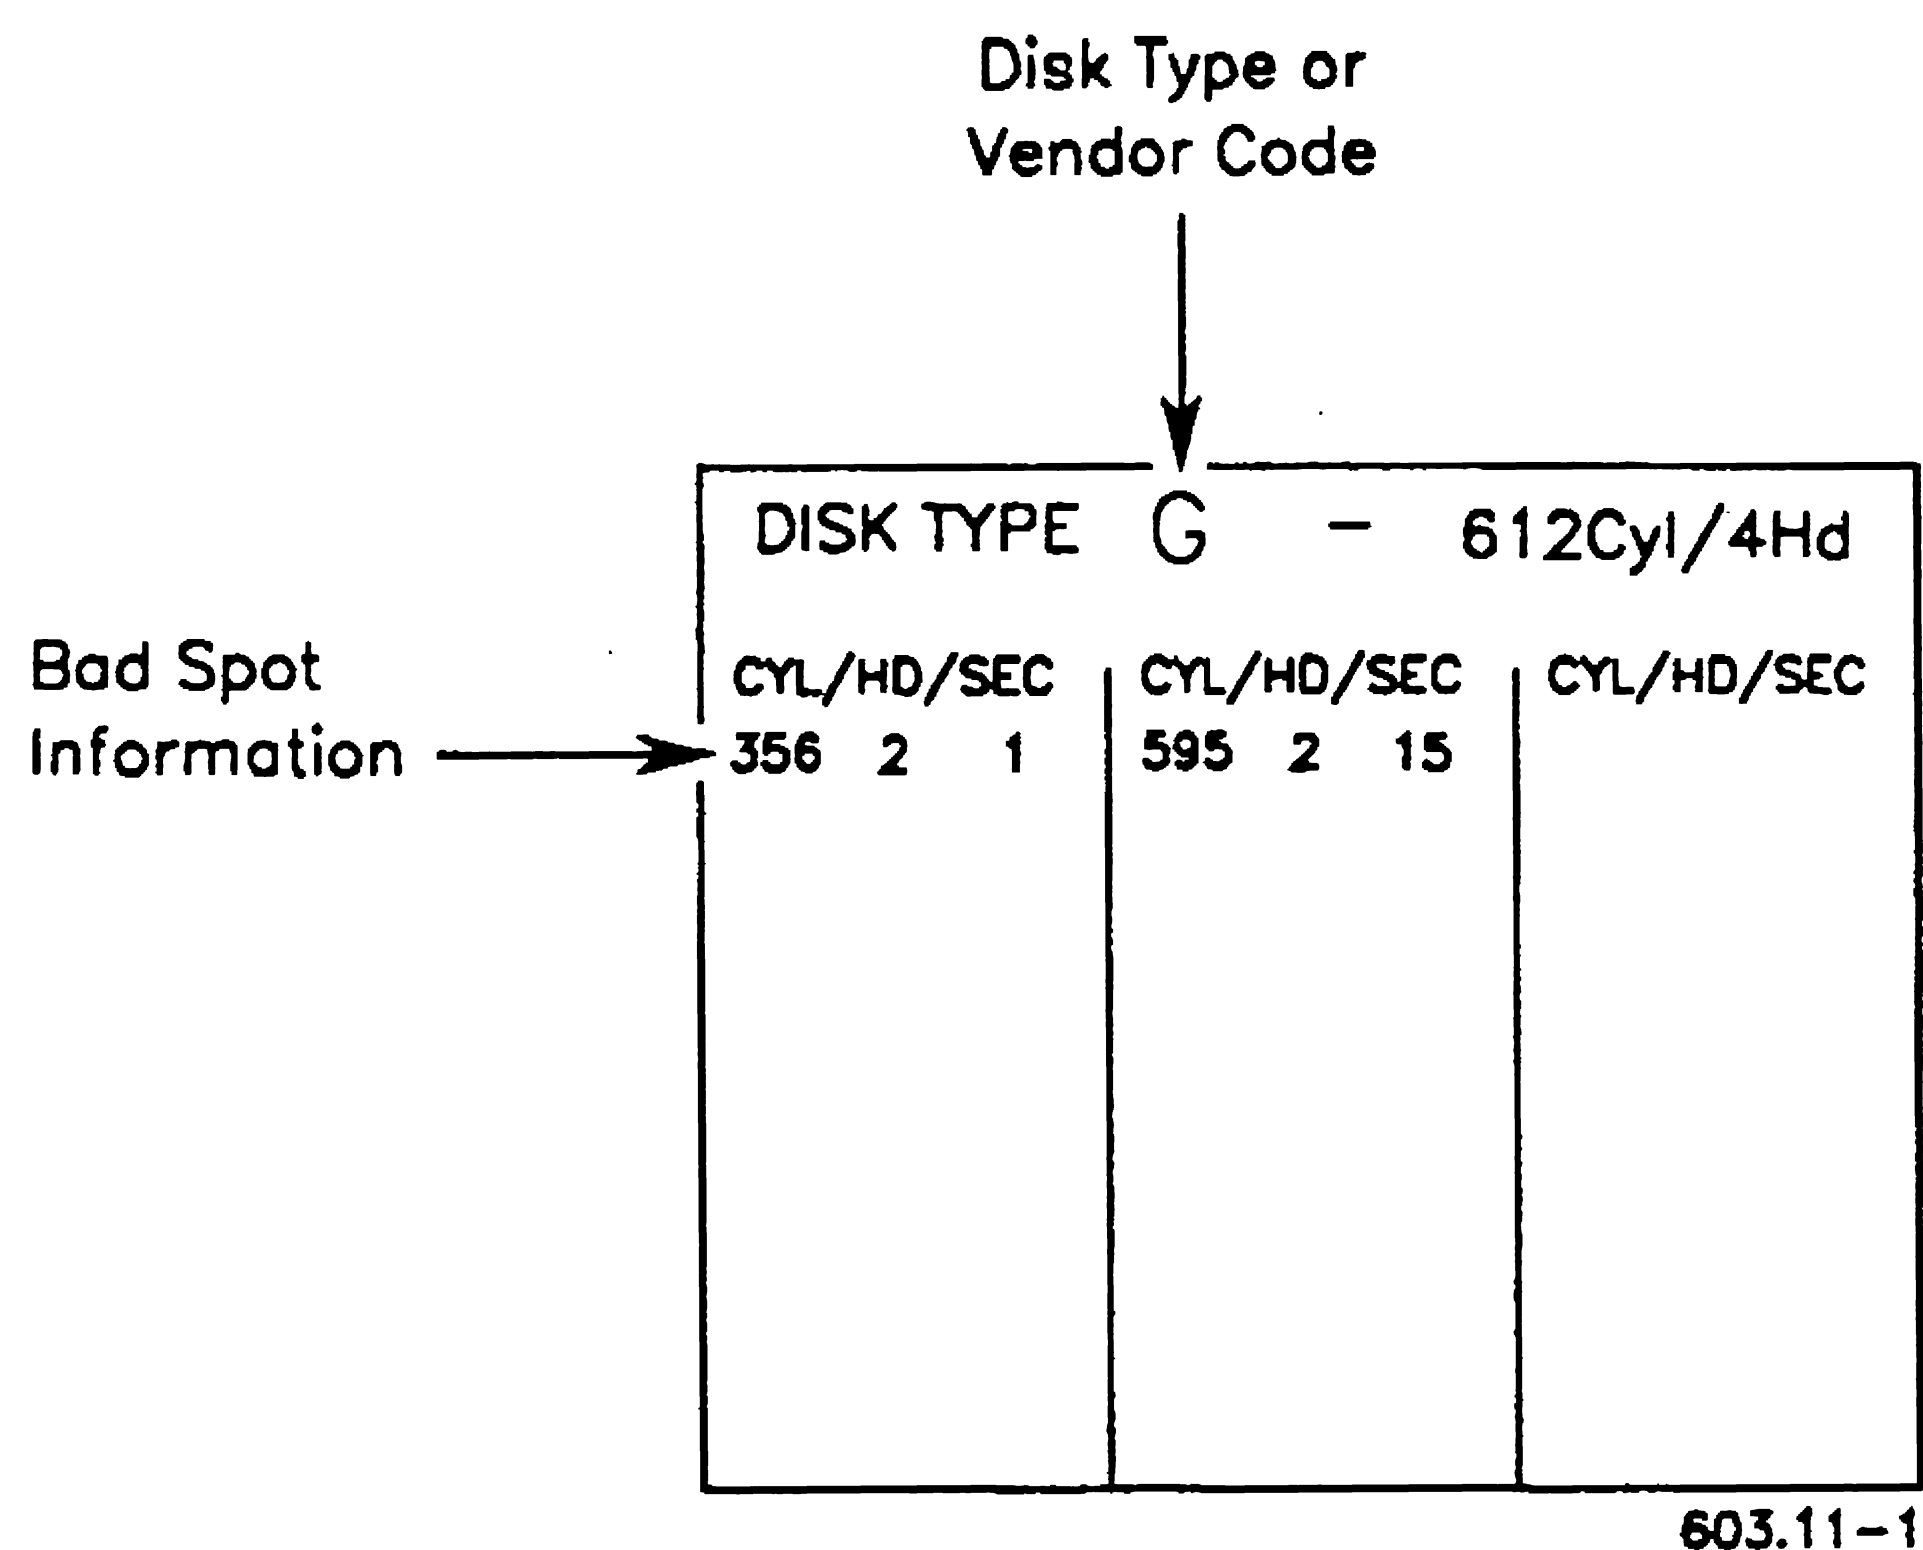 Disk Type or
Vendor Code
DISK TYPE G - 612Cyl/4Hd
Bad Spot
Information
CYL/HD/SEC CYL/HD/SEC CYL/HD/SEC
356 2 1 595 2 15
603.11-1